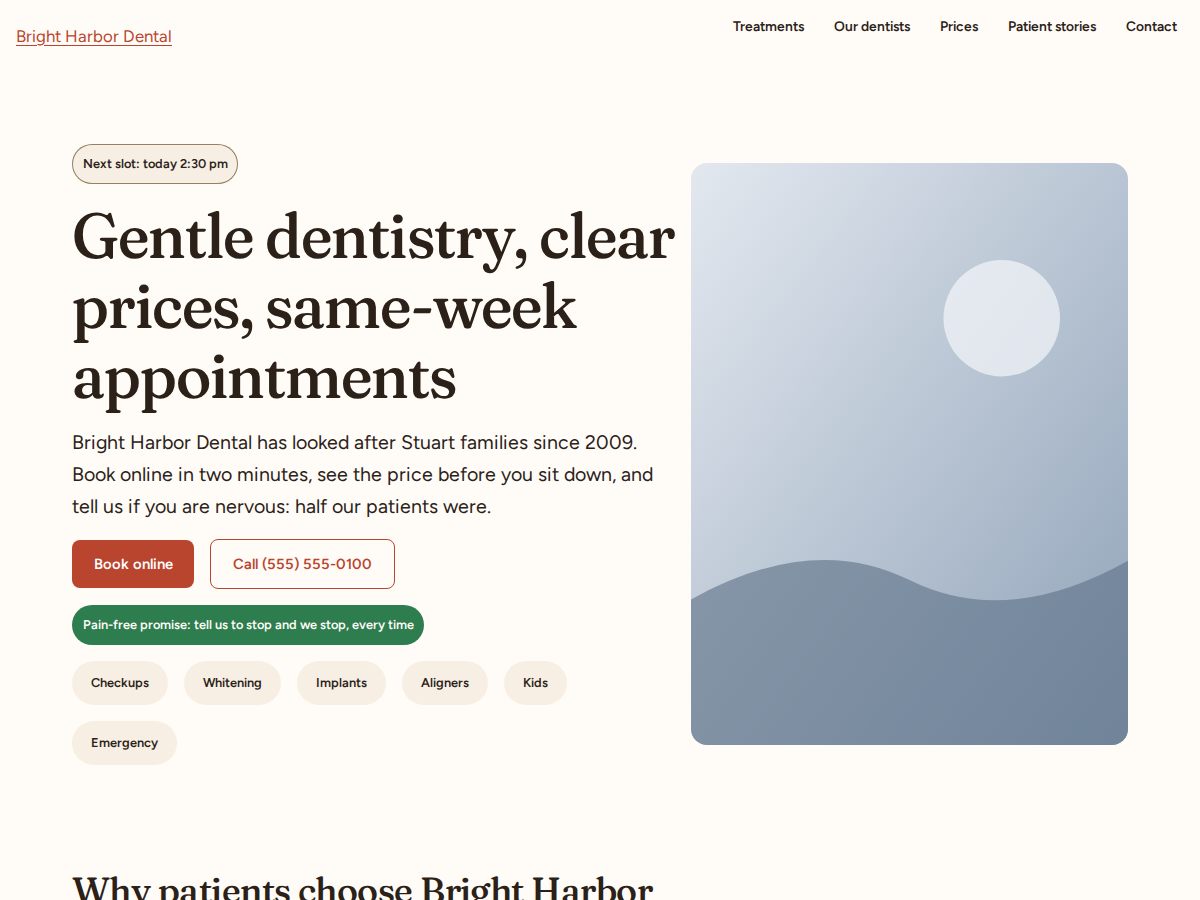 Bright Harbor Dental
Treatments
Our dentists
Prices
Patient stories
Contact
Next slot: today 2:30 pm
Gentle dentistry, clear
prices, same-week
appointments
Bright Harbor Dental has looked after Stuart families since 2009.
Book online in two minutes, see the price before you sit down, and
tell us if you are nervous: half our patients were.
Book online
Call (555) 555-0100
Pain-free promise: tell us to stop and we stop, every time
Checkups
Whitening
Implants
Aligners
Kids
Emergency
Why patients choose Bright Harbor